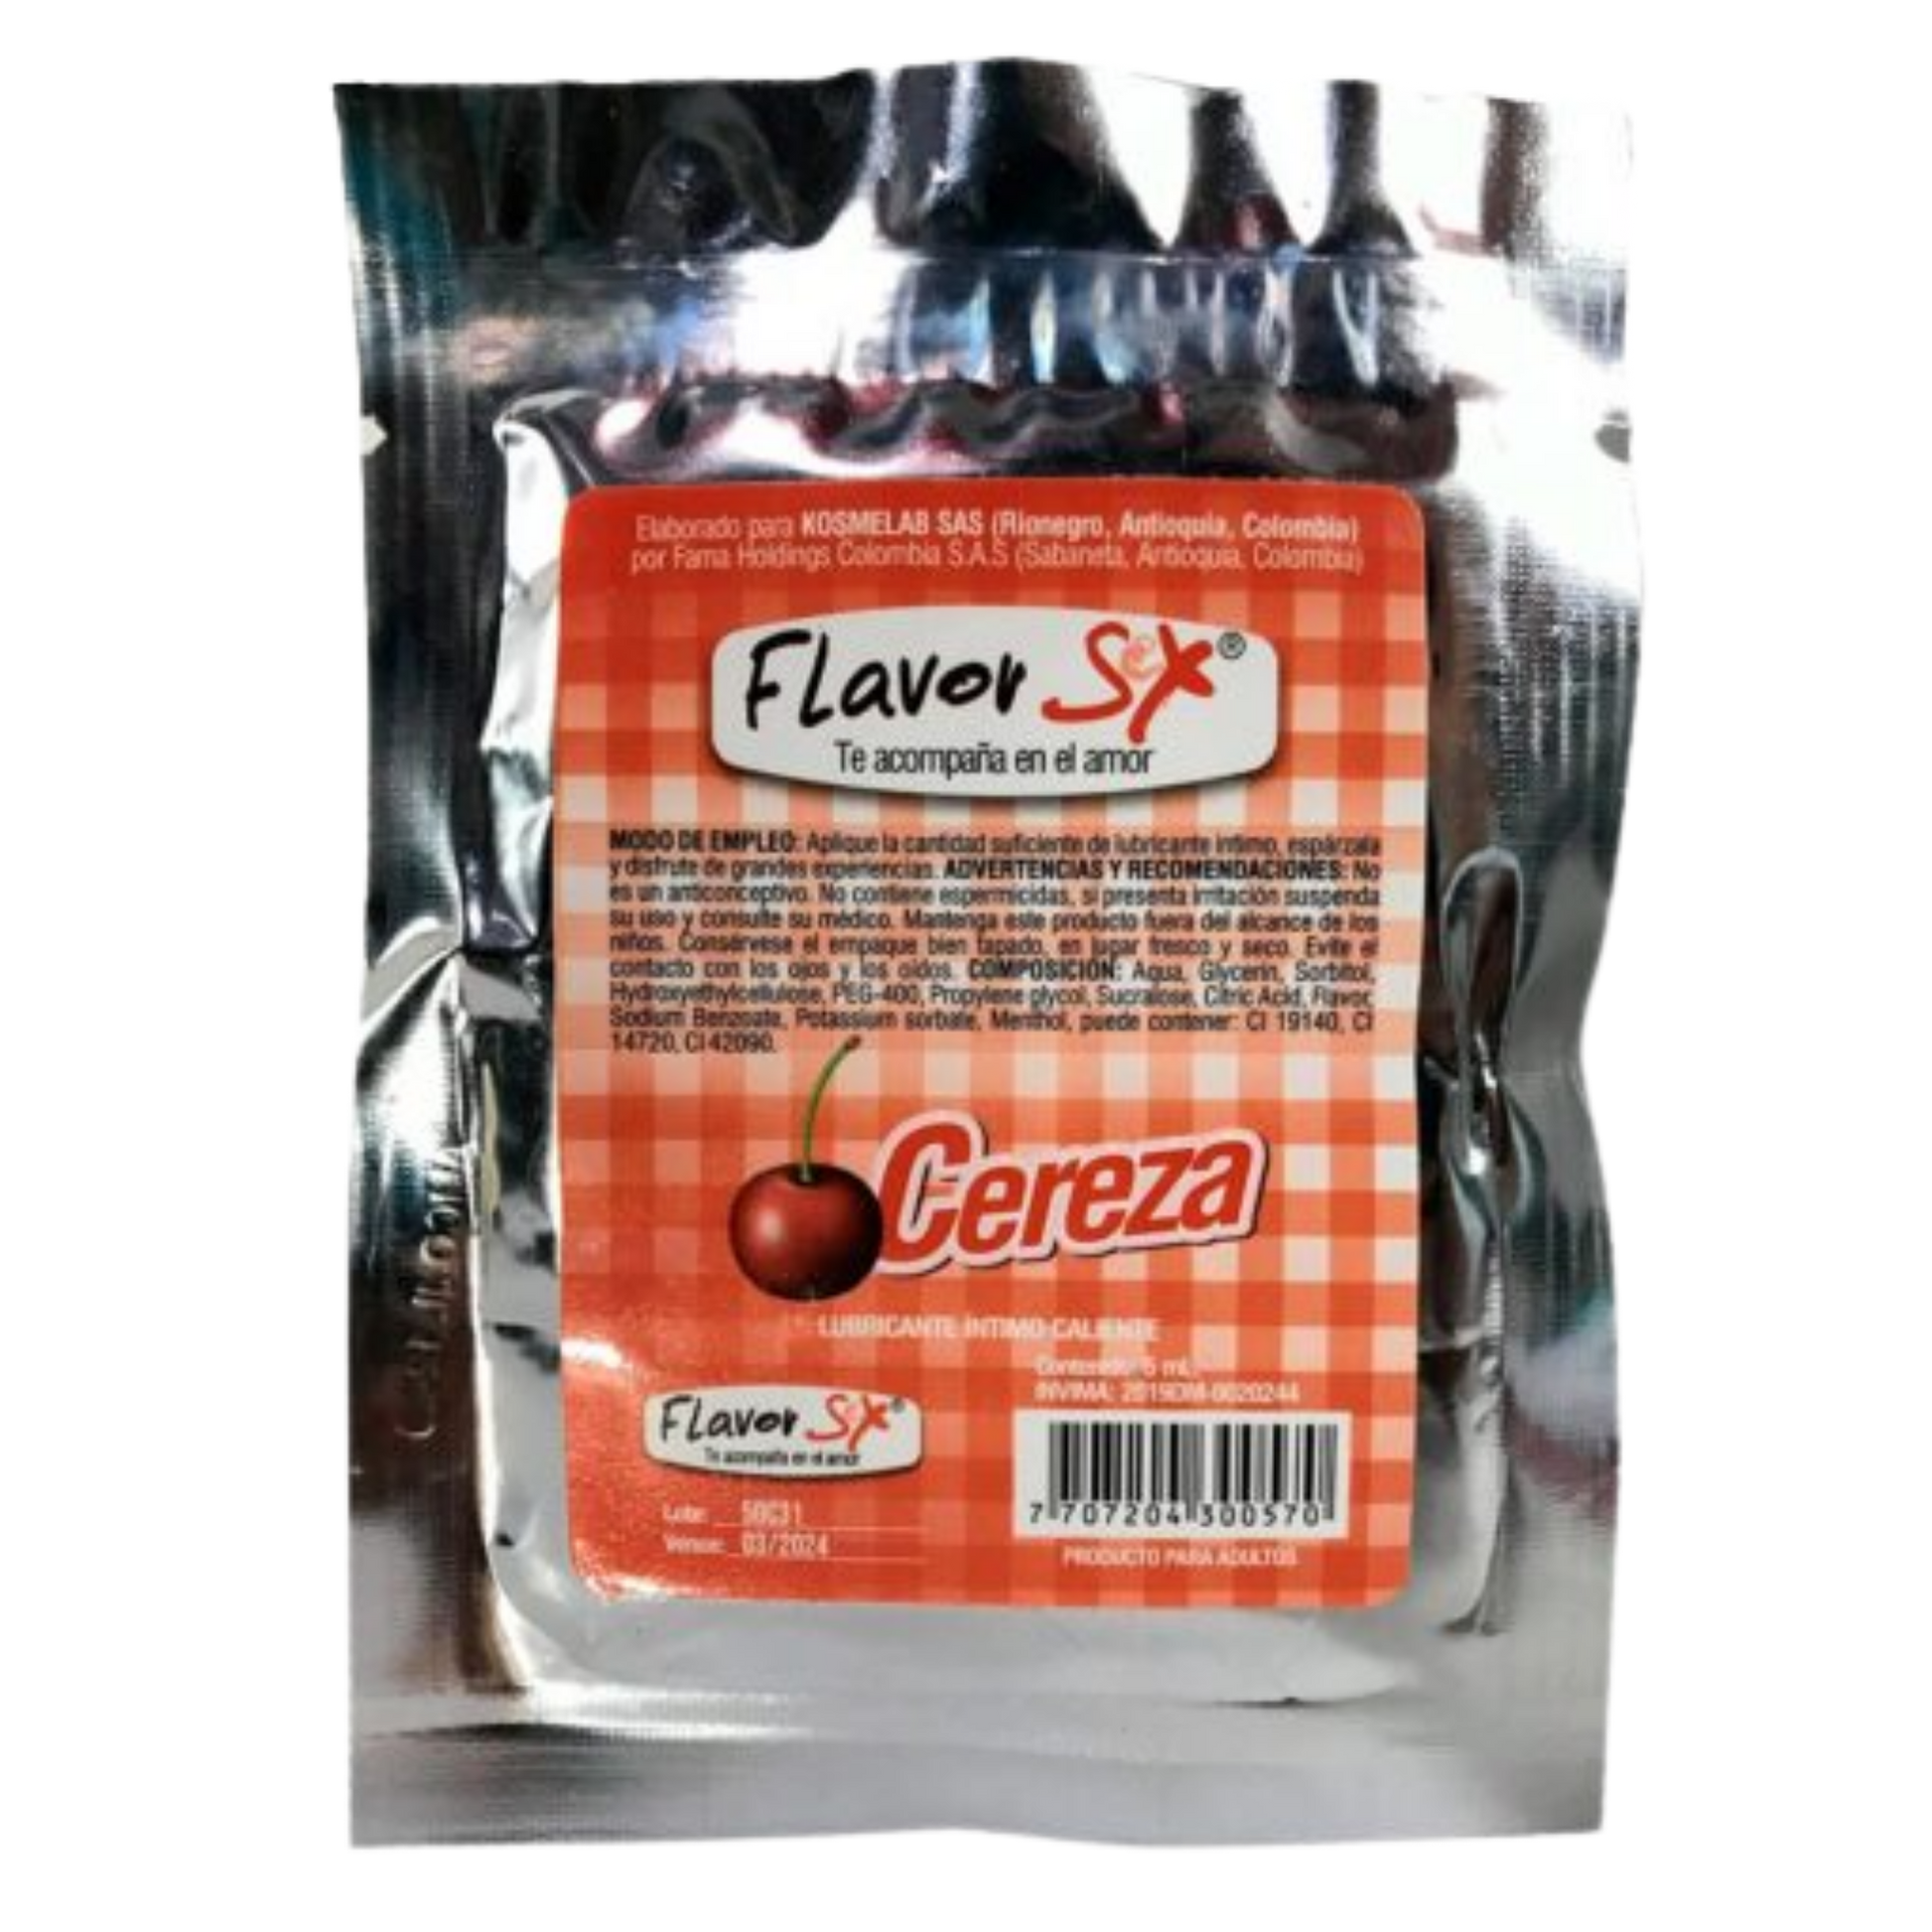 Elaborado para KOSMELAB SAS (Rionegro, Antioquia, Colombia)
por Fama Holdings Colombia S.A.S (Sabaneta, Antioquia, Colombia)
FLavor Sex®
Te acompaña en el amor
MODO DE EMPLEO: Aplique la cantidad suficiente de lubricante íntimo, espárzala
y disfrute de grandes experiencias. ADVERTENCIAS Y RECOMENDACIONES: No
es un anticonceptivo. No contiene espermicidas, si presenta irritación suspenda
su uso y consulte su médico. Mantenga este producto fuera del alcance de los
niños. Consérvese el empaque bien tapado, en lugar fresco y seco. Evite el
contacto con los ojos y los oídos. COMPOSICIÓN: Aqua, Glycerin, Sorbitol,
Hydroxyethylcellulose, PEG-400, Propylene glycol, Sucralose, Citric Acid, Flavor,
Sodium Benzoate, Potassium sorbate, Menthol, puede contener: CI 19140, CI
14720, CI 42090.
Cereza
LUBRICANTE ÍNTIMO CALIENTE
Contenido: 5 mL
INVIMA: 2019DM-0020244
FLavor Sex®
Te acompaña en el amor
Lote: 50C31
Vence: 03/2024
7 707204 300570
PRODUCTO PARA ADULTOS